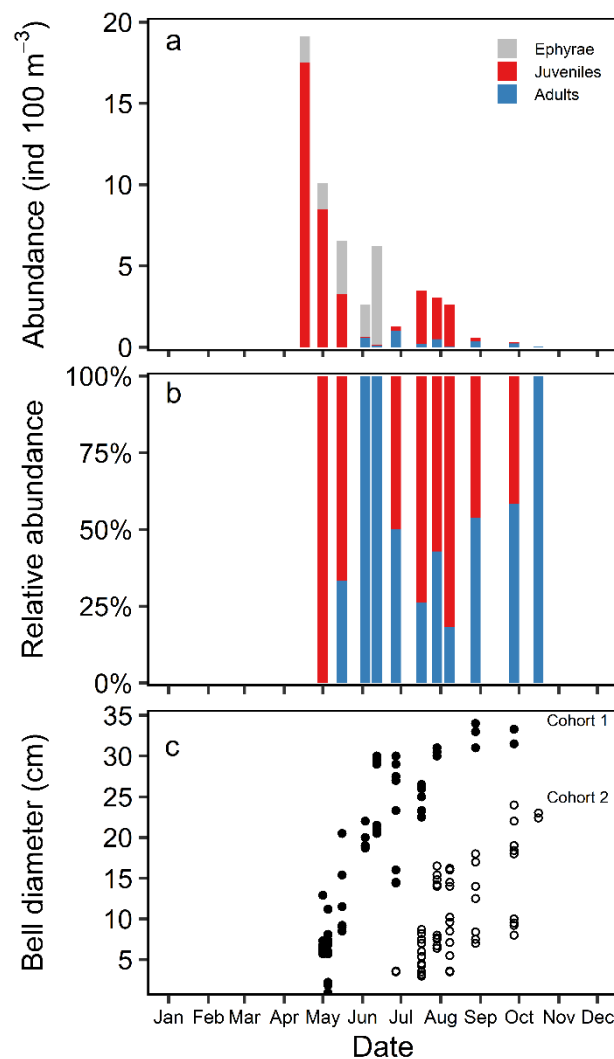 Abundance (ind 100 m⁻³)
20
15
10
5
0
a
Ephyrae
Juveniles
Adults
Relative abundance
100%
75%
50%
25%
0%
b
Bell diameter (cm)
35
30
25
20
15
10
5
c
Cohort 1
Cohort 2
Jan Feb Mar Apr May Jun Jul Aug Sep Oct Nov Dec
Date